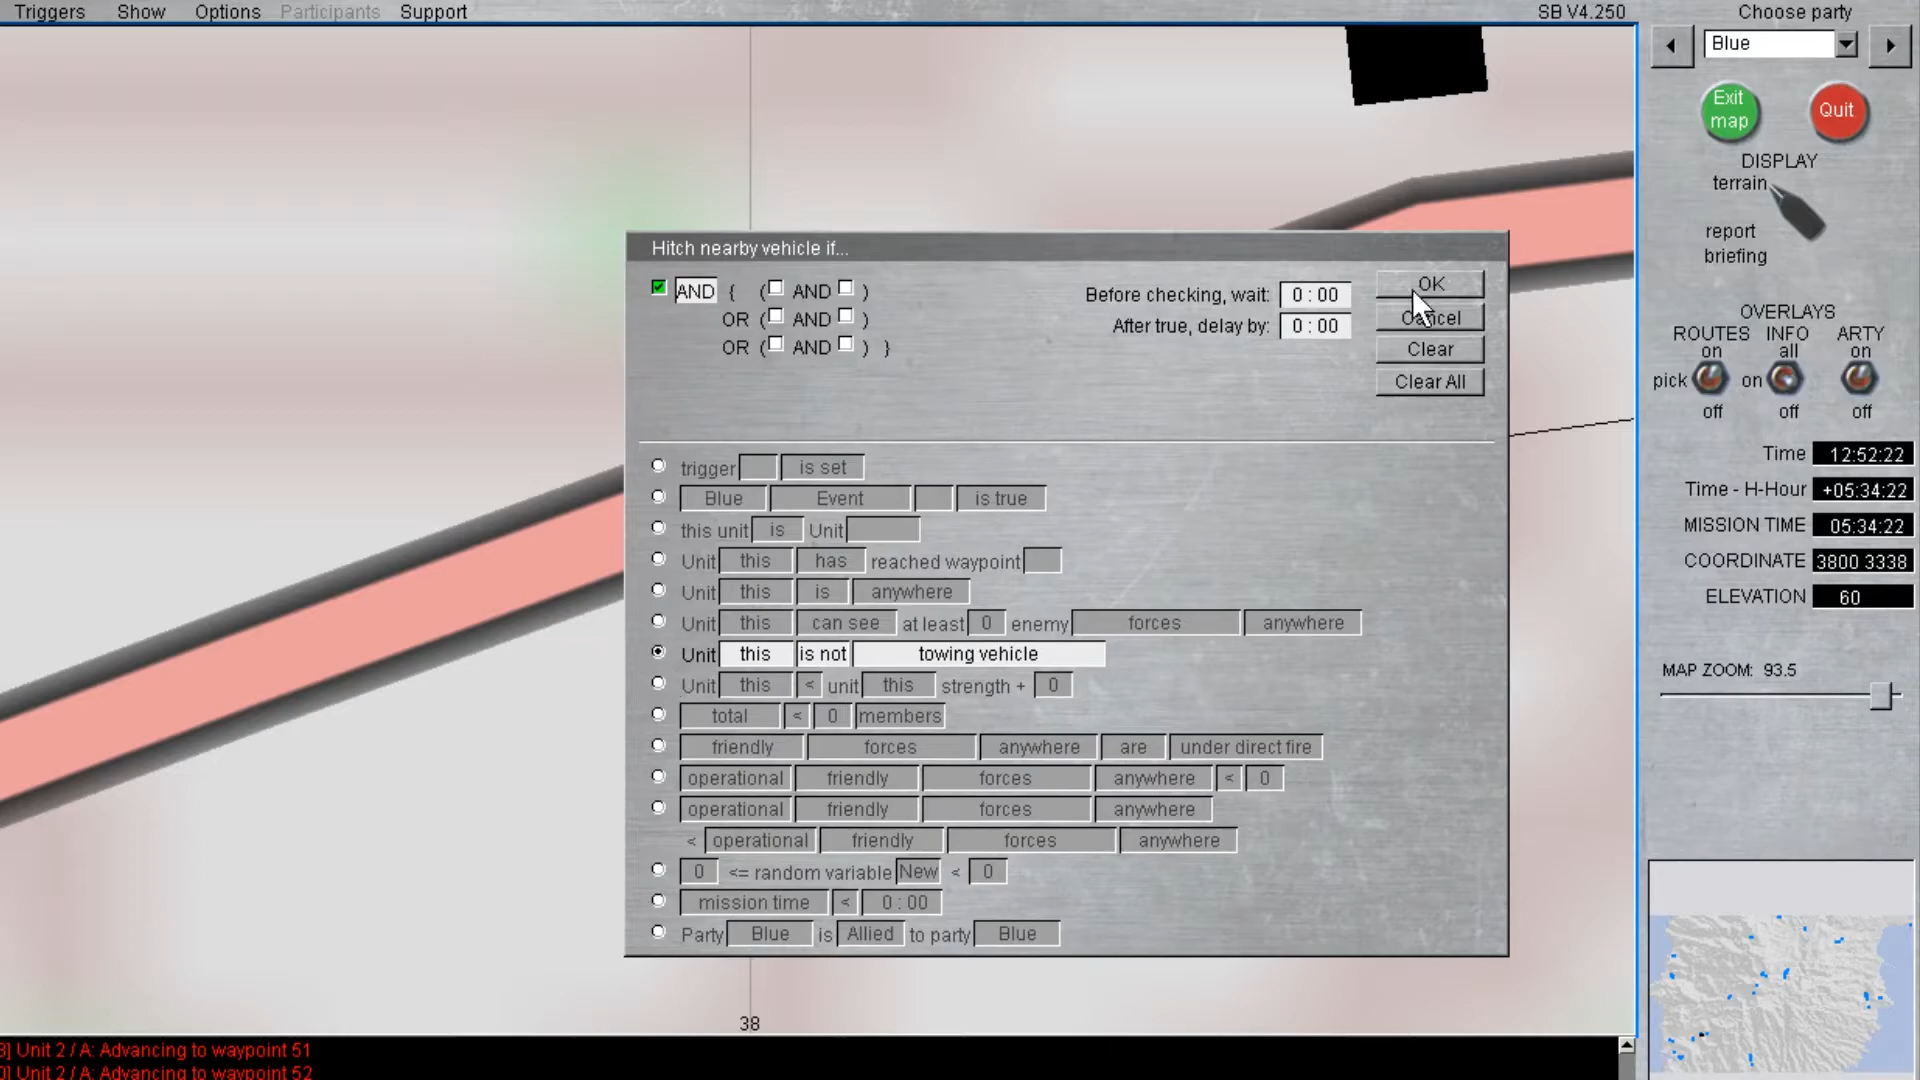 Triggers Show Options Participants Support SB V4.250
Choose party
Blue
Exit map
Quit
DISPLAY
terrain
report
briefing
OVERLAYS
ROUTES INFO ARTY
on all on
pick on
off off off
Time 12:52:22
Time - H-Hour +05:34:22
MISSION TIME 05:34:22
COORDINATE 3800 3338
ELEVATION 60
MAP ZOOM: 93.5
Hitch nearby vehicle if...
AND { ( AND )
OR ( AND )
OR ( AND ) }
Before checking, wait: 0 : 00
After true, delay by: 0 : 00
OK
Cancel
Clear
Clear All
trigger is set
Blue Event is true
this unit is Unit
Unit this has reached waypoint
Unit this is anywhere
Unit this can see at least 0 enemy forces anywhere
Unit this is not towing vehicle
Unit this < unit this strength + 0
total < 0 members
friendly forces anywhere are under direct fire
operational friendly forces anywhere < 0
operational friendly forces anywhere
< operational friendly forces anywhere
0 <= random variable New < 0
mission time < 0 : 00
Party Blue is Allied to party Blue
38
] Unit 2 / A: Advancing to waypoint 51
] Unit 2 / A: Advancing to waypoint 52